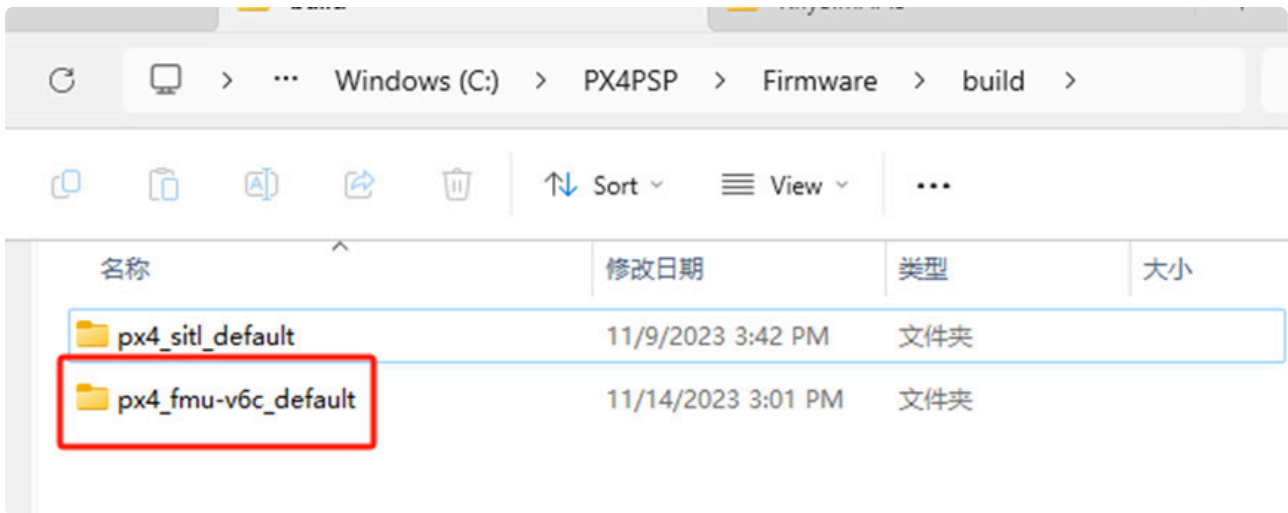 ... Windows (C:) > PX4PSP > Firmware > build >
Sort View ...
名称 修改日期 类型 大小
px4_sitl_default 11/9/2023 3:42 PM 文件夹
px4_fmu-v6c_default 11/14/2023 3:01 PM 文件夹